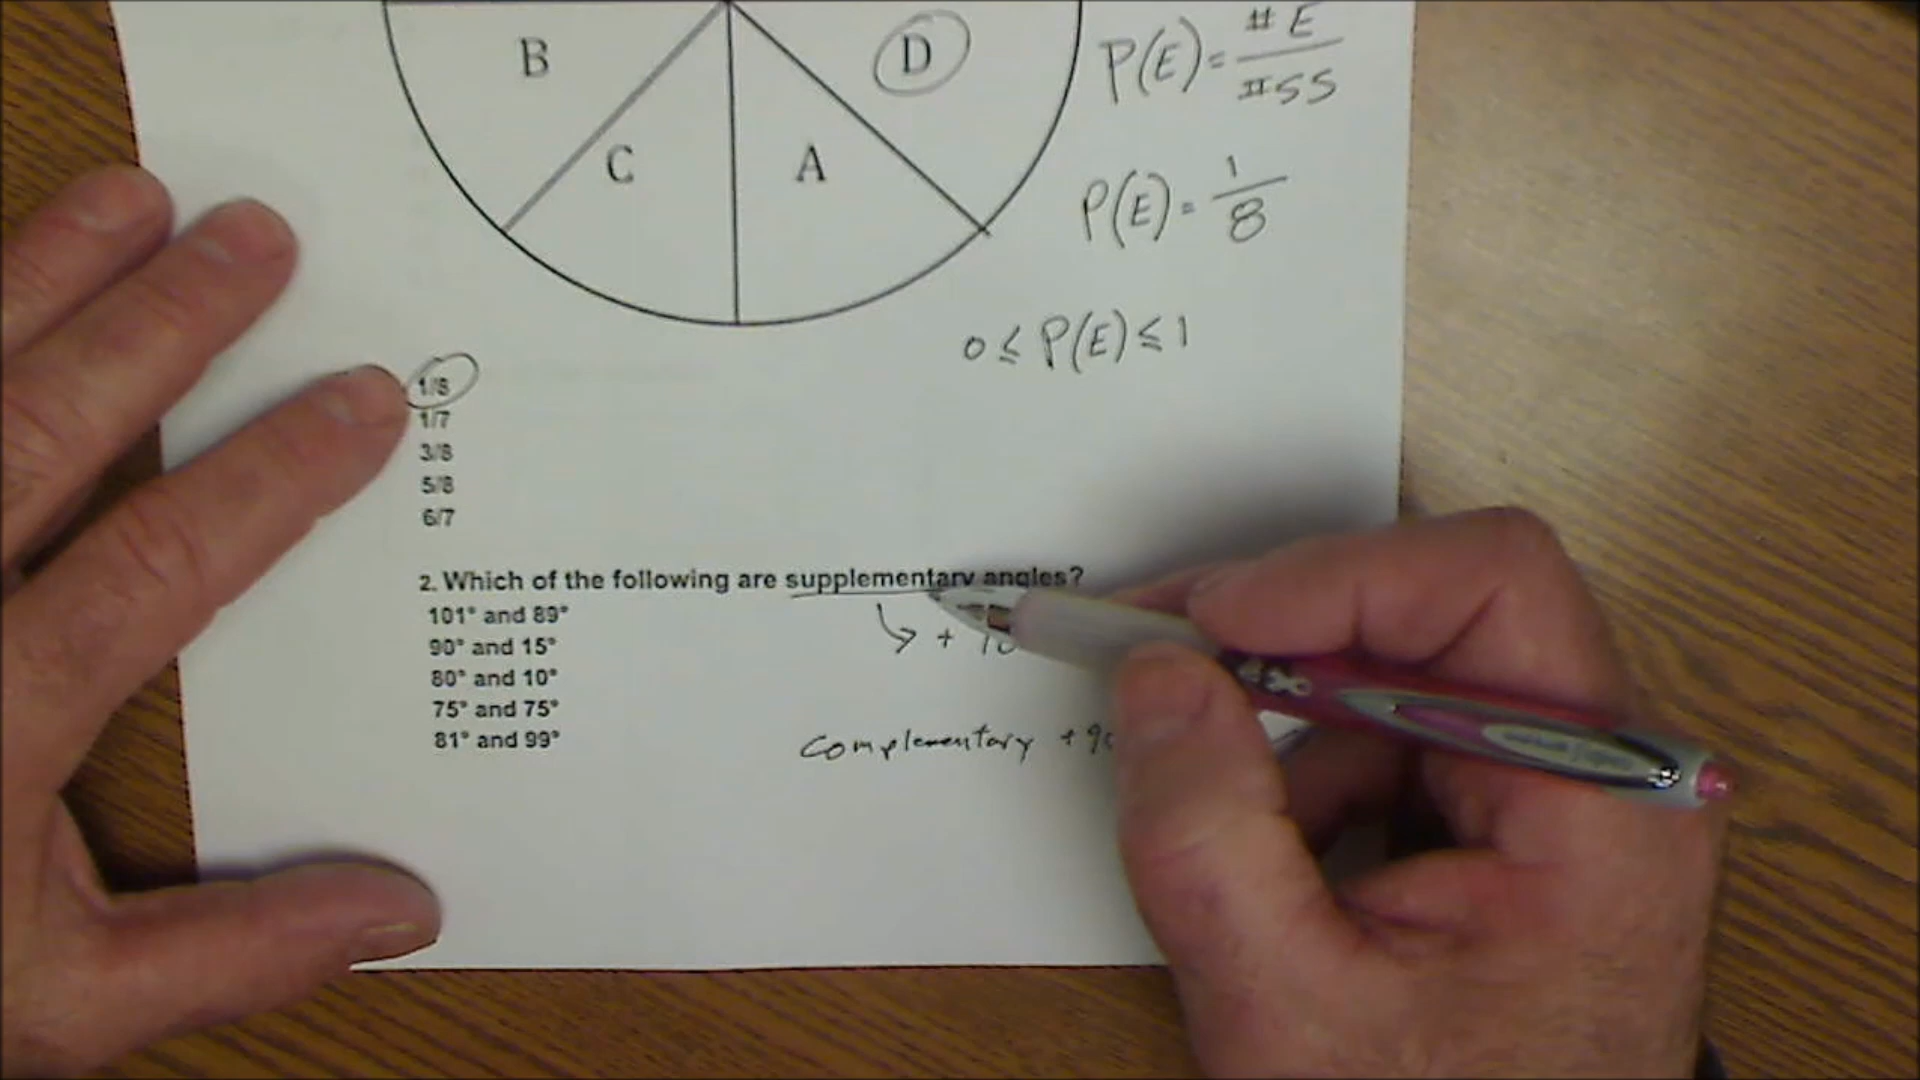 B
D
C
A
P(E) = # E / # SS
P(E) = 1/8
0 ≤ P(E) ≤ 1
1/8
1/7
3/8
5/8
6/7
2. Which of the following are supplementary angles?
101° and 89°
90° and 15°
80° and 10°
75° and 75°
81° and 99°
+
complementary +